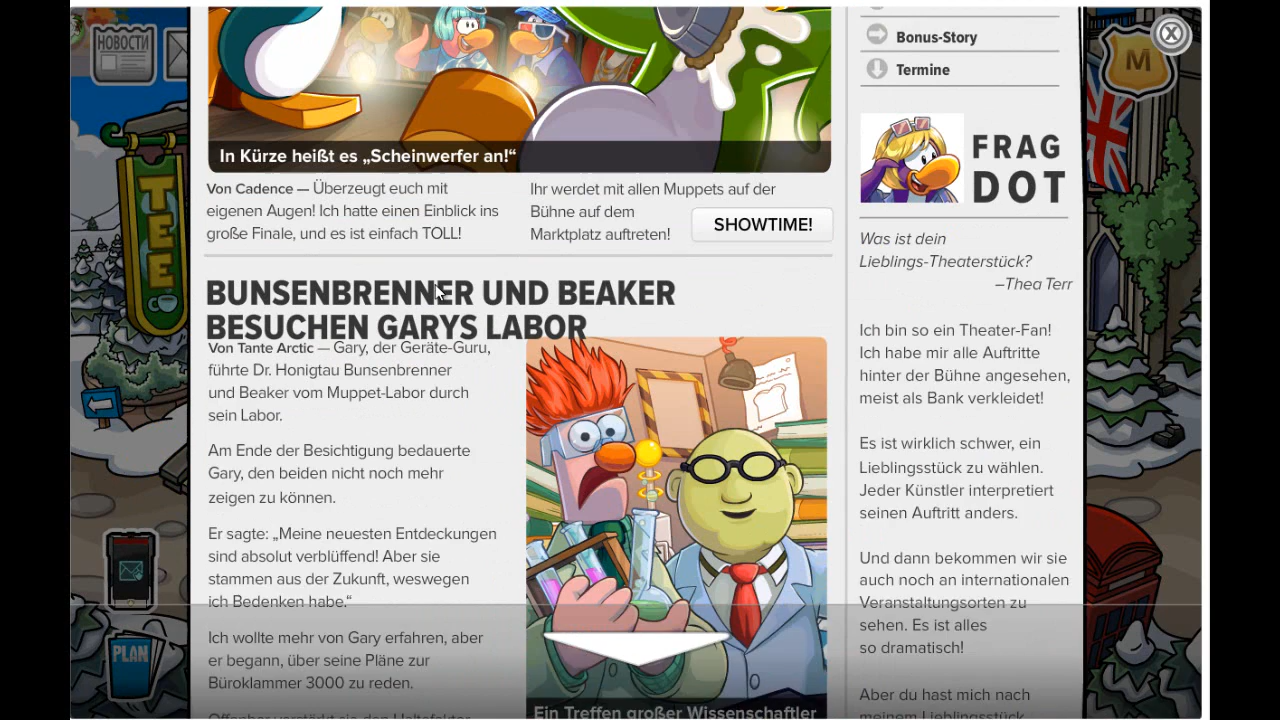 НОВОСТИ
TEE
PLAN
M
In Kürze heißt es „Scheinwerfer an!“
Von Cadence — Überzeugt euch mit
eigenen Augen! Ich hatte einen Einblick ins
große Finale, und es ist einfach TOLL!
Ihr werdet mit allen Muppets auf der
Bühne auf dem
Marktplatz auftreten!
SHOWTIME!
BUNSENBRENNER UND BEAKER
BESUCHEN GARYS LABOR
Von Tante Arctic — Gary, der Geräte-Guru,
führte Dr. Honigtau Bunsenbrenner
und Beaker vom Muppet-Labor durch
sein Labor.
Am Ende der Besichtigung bedauerte
Gary, den beiden nicht noch mehr
zeigen zu können.
Er sagte: „Meine neuesten Entdeckungen
sind absolut verblüffend! Aber sie
stammen aus der Zukunft, weswegen
ich Bedenken habe.“
Ich wollte mehr von Gary erfahren, aber
er begann, über seine Pläne zur
Büroklammer 3000 zu reden.
Ein Treffen großer Wissenschaftler
Bonus-Story
Termine
FRAG
DOT
Was ist dein
Lieblings-Theaterstück?
–Thea Terr
Ich bin so ein Theater-Fan!
Ich habe mir alle Auftritte
hinter der Bühne angesehen,
meist als Bank verkleidet!
Es ist wirklich schwer, ein
Lieblingsstück zu wählen.
Jeder Künstler interpretiert
seinen Auftritt anders.
Und dann bekommen wir sie
auch noch an internationalen
Veranstaltungsorten zu
sehen. Es ist alles
so dramatisch!
Aber du hast mich nach
meinem Lieblingsstück